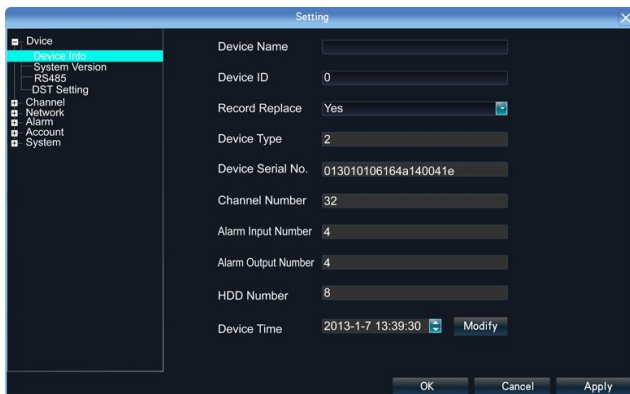 Setting
Dvice
Device Info
System Version
RS485
DST Setting
Channel
Network
Alarm
Account
System
Device Name
Device ID 0
Record Replace Yes
Device Type 2
Device Serial No. 013010106164a140041e
Channel Number 32
Alarm Input Number 4
Alarm Output Number 4
HDD Number 8
Device Time 2013-1-7 13:39:30 Modify
OK Cancel Apply